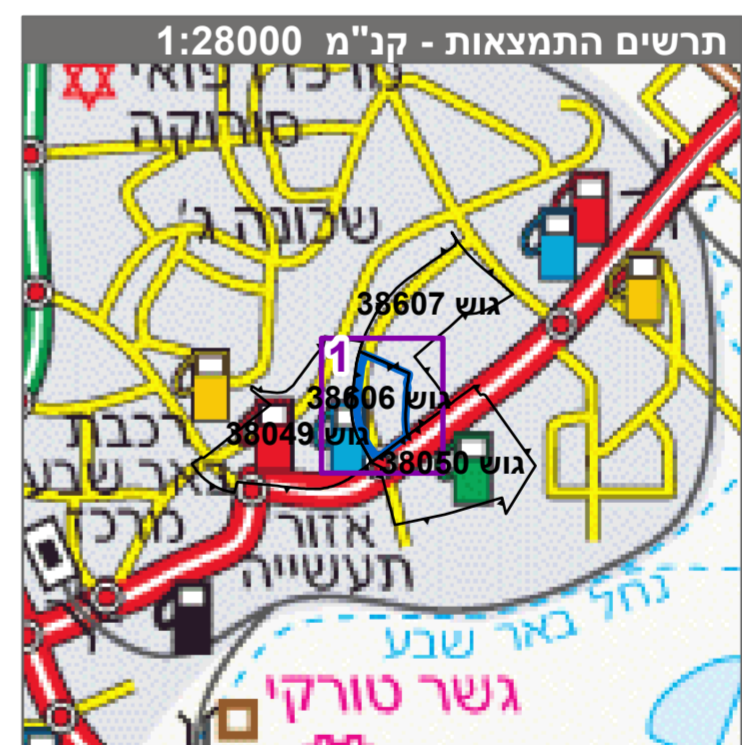 תרשים התמצאות - קנ"מ 1:28000
סורוקה
שכונה ג'
גוש 38607
1
גוש 38606
גוש 38049
גוש 38050
רכבת
באר שבע
מרכז
אזור
תעשייה
נחל באר שבע
גשר טורקי